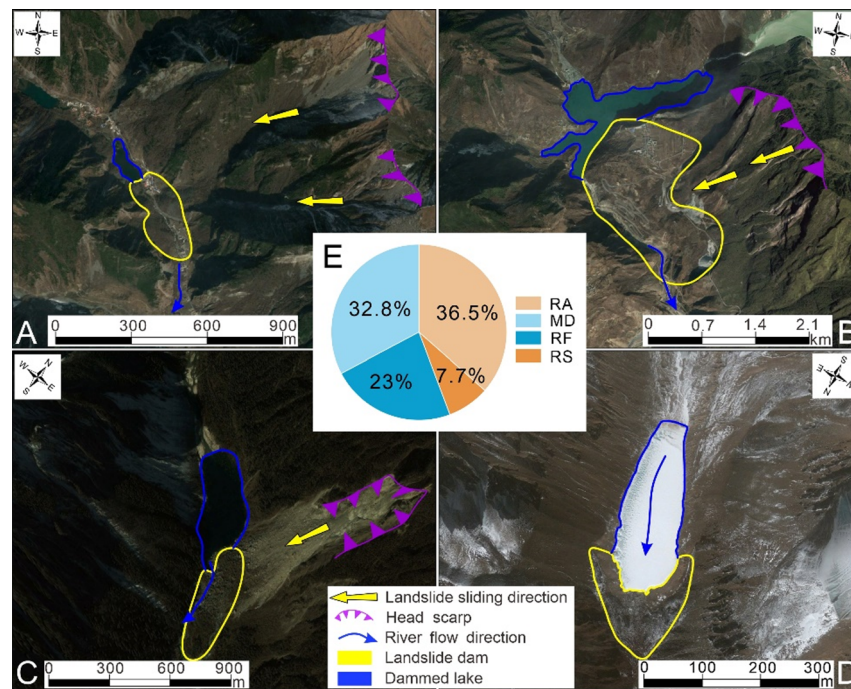 N
W E
S
N
W E
S
A
0 300 600 900
m
B
0 0.7 1.4 2.1
km
E
32.8%
36.5%
23%
7.7%
RA
MD
RF
RS
N
W E
S
N
W E
S
C
0 300 600 900
m
Landslide sliding direction
Head scarp
River flow direction
Landslide dam
Dammed lake
D
0 100 200 300
m